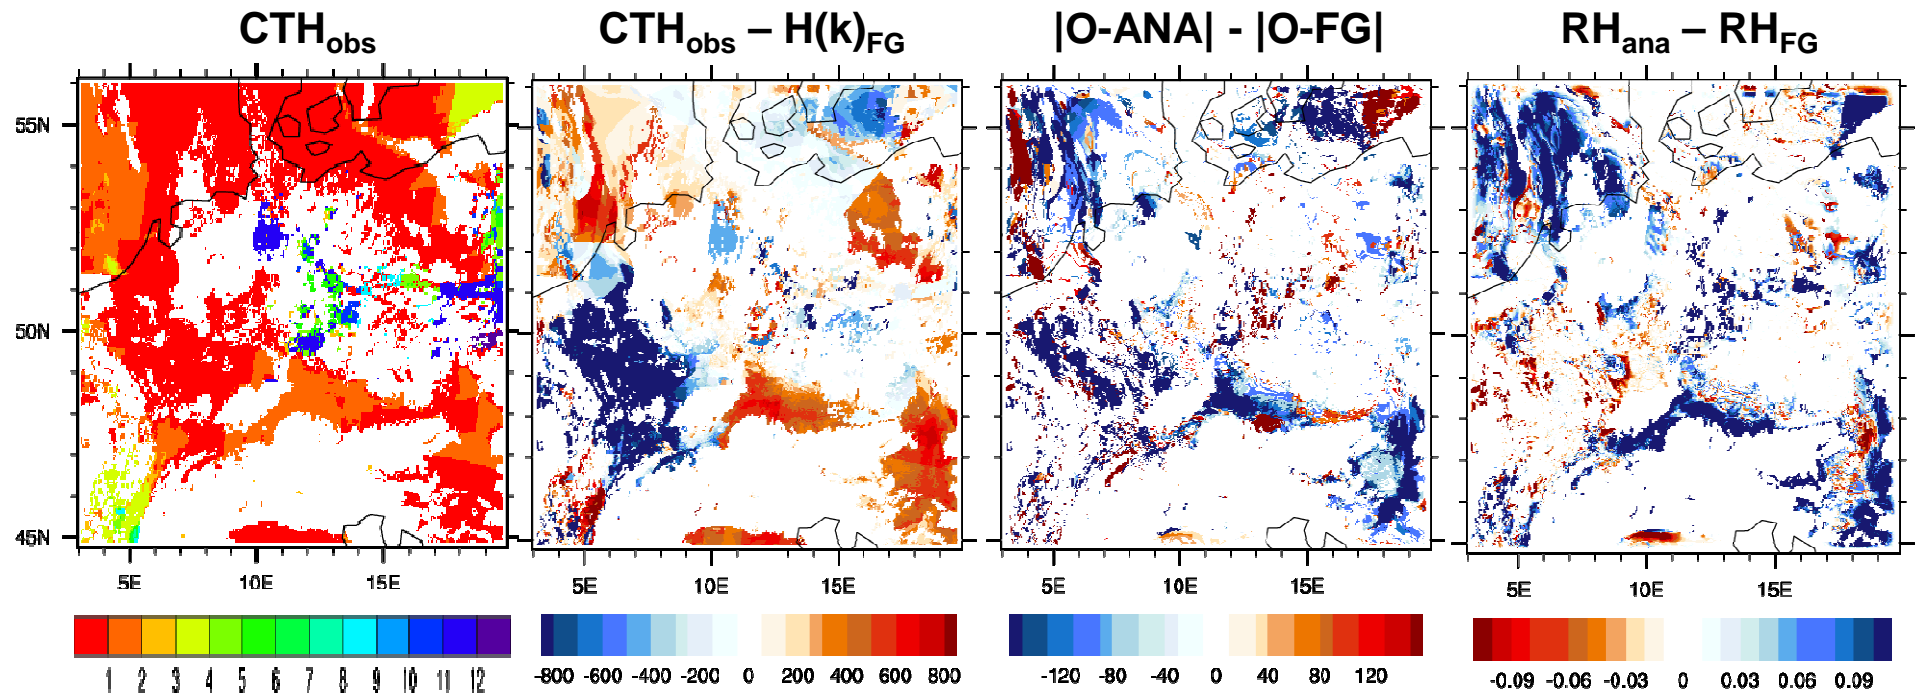 CTHobs
CTHobs – H(k)FG
|O-ANA| - |O-FG|
RHana – RHFG
55N
50N
45N
5E 10E 15E
5E 10E 15E
5E 10E 15E
5E 10E 15E
1 2 3 4 5 6 7 8 9 10 11 12
-800 -600 -400 -200 0 200 400 600 800
-120 -80 -40 0 40 80 120
-0.09 -0.06 -0.03 0 0.03 0.06 0.09